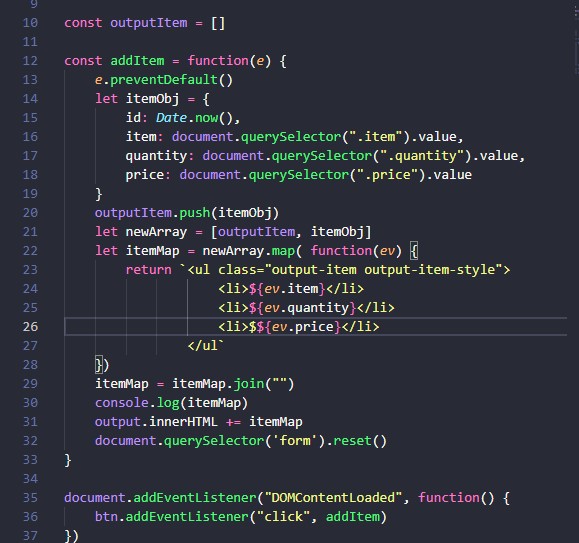 9
10 const outputItem = []
11
12 const addItem = function(e) {
13     e.preventDefault()
14     let itemObj = {
15         id: Date.now(),
16         item: document.querySelector(".item").value,
17         quantity: document.querySelector(".quantity").value,
18         price: document.querySelector(".price").value
19     }
20     outputItem.push(itemObj)
21     let newArray = [outputItem, itemObj]
22     let itemMap = newArray.map( function(ev) {
23         return `<ul class="output-item output-item-style">
24                     <li>${ev.item}</li>
25                     <li>${ev.quantity}</li>
26                     <li>$${ev.price}</li>
27                 </ul`
28     })
29     itemMap = itemMap.join("")
30     console.log(itemMap)
31     output.innerHTML += itemMap
32     document.querySelector('form').reset()
33 }
34
35 document.addEventListener("DOMContentLoaded", function() {
36     btn.addEventListener("click", addItem)
37 })